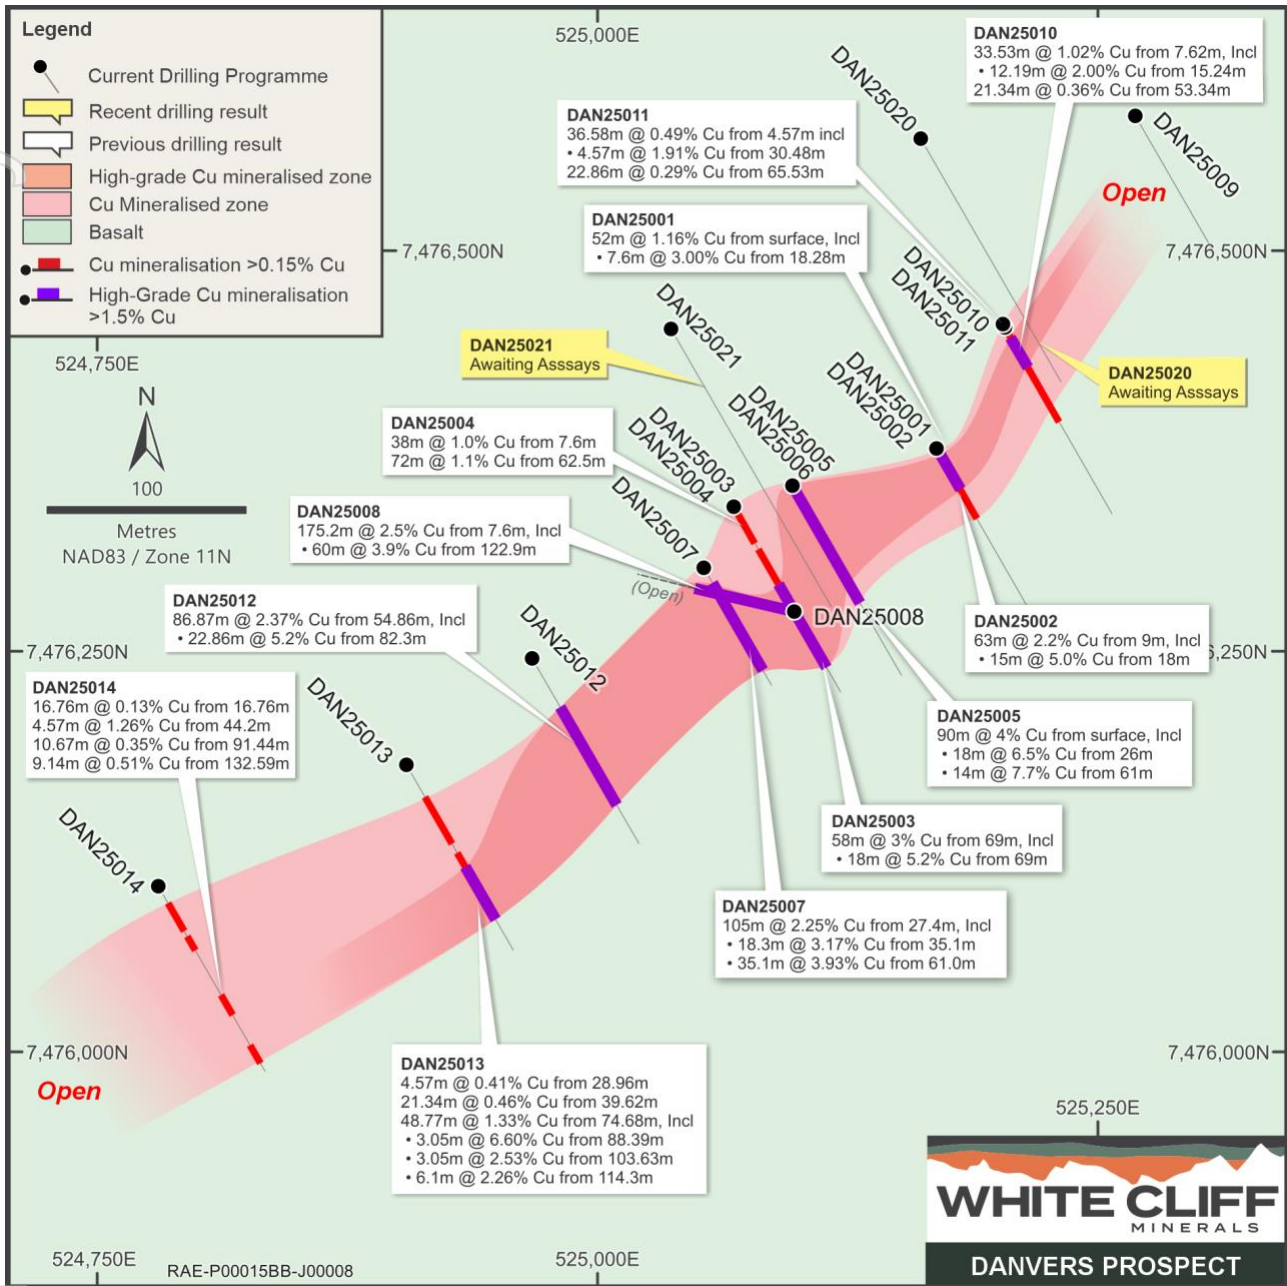 Legend
Current Drilling Programme
Recent drilling result
Previous drilling result
High-grade Cu mineralised zone
Cu Mineralised zone
Basalt
Cu mineralisation >0.15% Cu
High-Grade Cu mineralisation
>1.5% Cu
525,000E
DAN25010
33.53m @ 1.02% Cu from 7.62m, Incl
• 12.19m @ 2.00% Cu from 15.24m
21.34m @ 0.36% Cu from 53.34m
DAN25020
DAN25009
DAN25011
36.58m @ 0.49% Cu from 4.57m incl
• 4.57m @ 1.91% Cu from 30.48m
22.86m @ 0.29% Cu from 65.53m
Open
DAN25001
52m @ 1.16% Cu from surface, Incl
• 7.6m @ 3.00% Cu from 18.28m
7,476,500N
7,476,500N
DAN25010
DAN25011
DAN25021
524,750E
DAN25021
Awaiting Asssays
DAN25020
Awaiting Asssays
DAN25001
DAN25002
DAN25005
DAN25006
N
100
Metres
NAD83 / Zone 11N
DAN25004
38m @ 1.0% Cu from 7.6m
72m @ 1.1% Cu from 62.5m
DAN25003
DAN25004
DAN25007
DAN25008
175.2m @ 2.5% Cu from 7.6m, Incl
• 60m @ 3.9% Cu from 122.9m
(Open)
DAN25008
DAN25012
86.87m @ 2.37% Cu from 54.86m, Incl
• 22.86m @ 5.2% Cu from 82.3m
DAN25012
DAN25002
63m @ 2.2% Cu from 9m, Incl
• 15m @ 5.0% Cu from 18m
7,476,250N
6,250N
DAN25014
16.76m @ 0.13% Cu from 16.76m
4.57m @ 1.26% Cu from 44.2m
10.67m @ 0.35% Cu from 91.44m
9.14m @ 0.51% Cu from 132.59m
DAN25013
DAN25005
90m @ 4% Cu from surface, Incl
• 18m @ 6.5% Cu from 26m
• 14m @ 7.7% Cu from 61m
DAN25003
58m @ 3% Cu from 69m, Incl
• 18m @ 5.2% Cu from 69m
DAN25014
DAN25007
105m @ 2.25% Cu from 27.4m, Incl
• 18.3m @ 3.17% Cu from 35.1m
• 35.1m @ 3.93% Cu from 61.0m
7,476,000N
7,476,000N
Open
DAN25013
4.57m @ 0.41% Cu from 28.96m
21.34m @ 0.46% Cu from 39.62m
48.77m @ 1.33% Cu from 74.68m, Incl
• 3.05m @ 6.60% Cu from 88.39m
• 3.05m @ 2.53% Cu from 103.63m
• 6.1m @ 2.26% Cu from 114.3m
525,250E
WHITE CLIFF
MINERALS
DANVERS PROSPECT
524,750E
RAE-P00015BB-J00008
525,000E